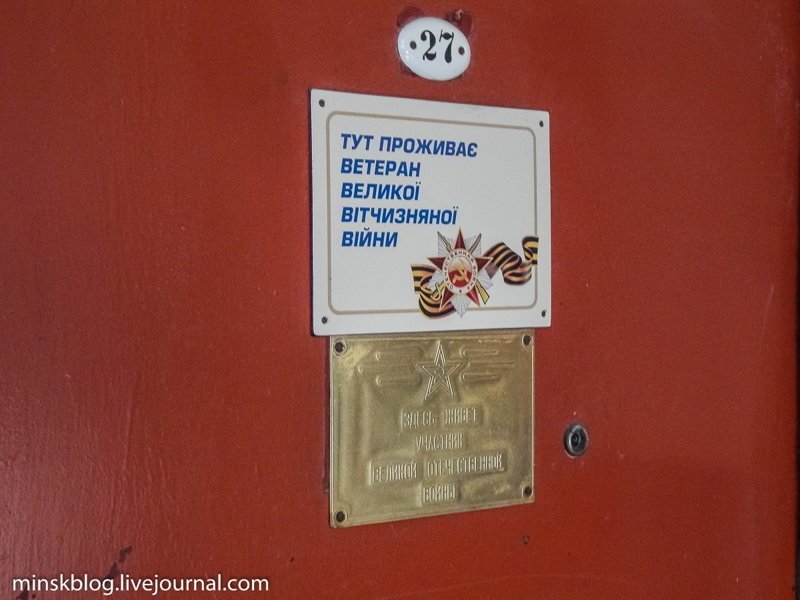 ·27·
ТУТ ПРОЖИВАЄ
ВЕТЕРАН
ВЕЛИКОЇ
ВІТЧИЗНЯНОЇ
ВІЙНИ
ЗДЕСЬ ЖИВЕТ
УЧАСТНИК
ВЕЛИКОЙ ОТЕЧЕСТВЕННОЙ
ВОЙНЫ
minskblog.livejournal.com